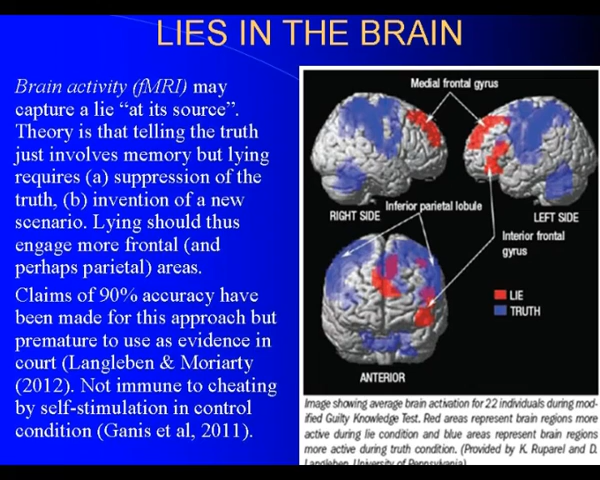 LIES IN THE BRAIN
Brain activity (fMRI) may
capture a lie “at its source”.
Theory is that telling the truth
just involves memory but lying
requires (a) suppression of the
truth, (b) invention of a new
scenario. Lying should thus
engage more frontal (and
perhaps parietal) areas.
Claims of 90% accuracy have
been made for this approach but
premature to use as evidence in
court (Langleben & Moriarty
(2012). Not immune to cheating
by self-stimulation in control
condition (Ganis et al, 2011).
Medial frontal gyrus
RIGHT SIDE
Inferior parietal lobule
LEFT SIDE
Interior frontal
gyrus
LIE
TRUTH
ANTERIOR
Image showing average brain activation for 22 individuals during mod-
ified Guilty Knowledge Test. Red areas represent brain regions more
active during lie condition and blue areas represent brain regions
more active during truth condition. (Provided by K. Ruparel and D.
Langleben, University of Pennsylvania)